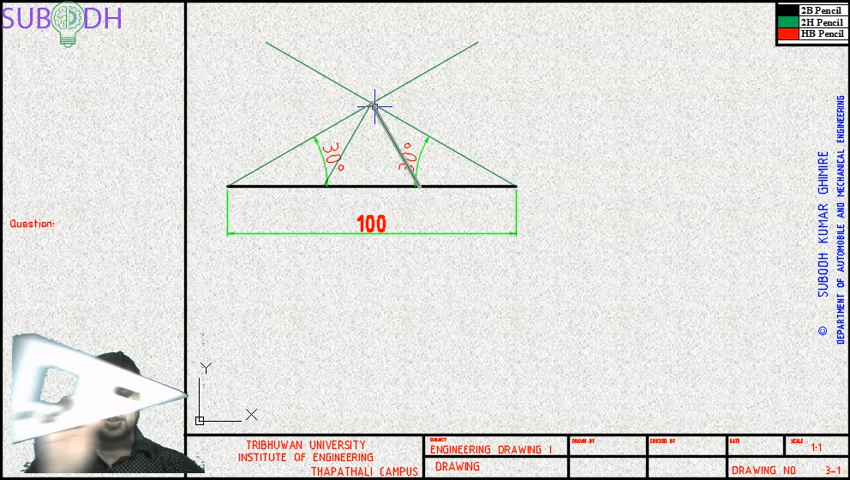 SUBODH
2B Pencil
2H Pencil
HB Pencil
30°
30°
100
Question:
© SUBODH KUMAR GHIMIRE
DEPARTMENT OF AUTOMOBILE AND MECHANICAL ENGINEERING
Y
X
TRIBHUWAN UNIVERSITY
INSTITUTE OF ENGINEERING
THAPATHALI CAMPUS
SUBJECT
ENGINEERING DRAWING I
DRAWING
DRAWN BY
CHECKED BY
DATE
SCALE
1:1
DRAWING NO 3-1